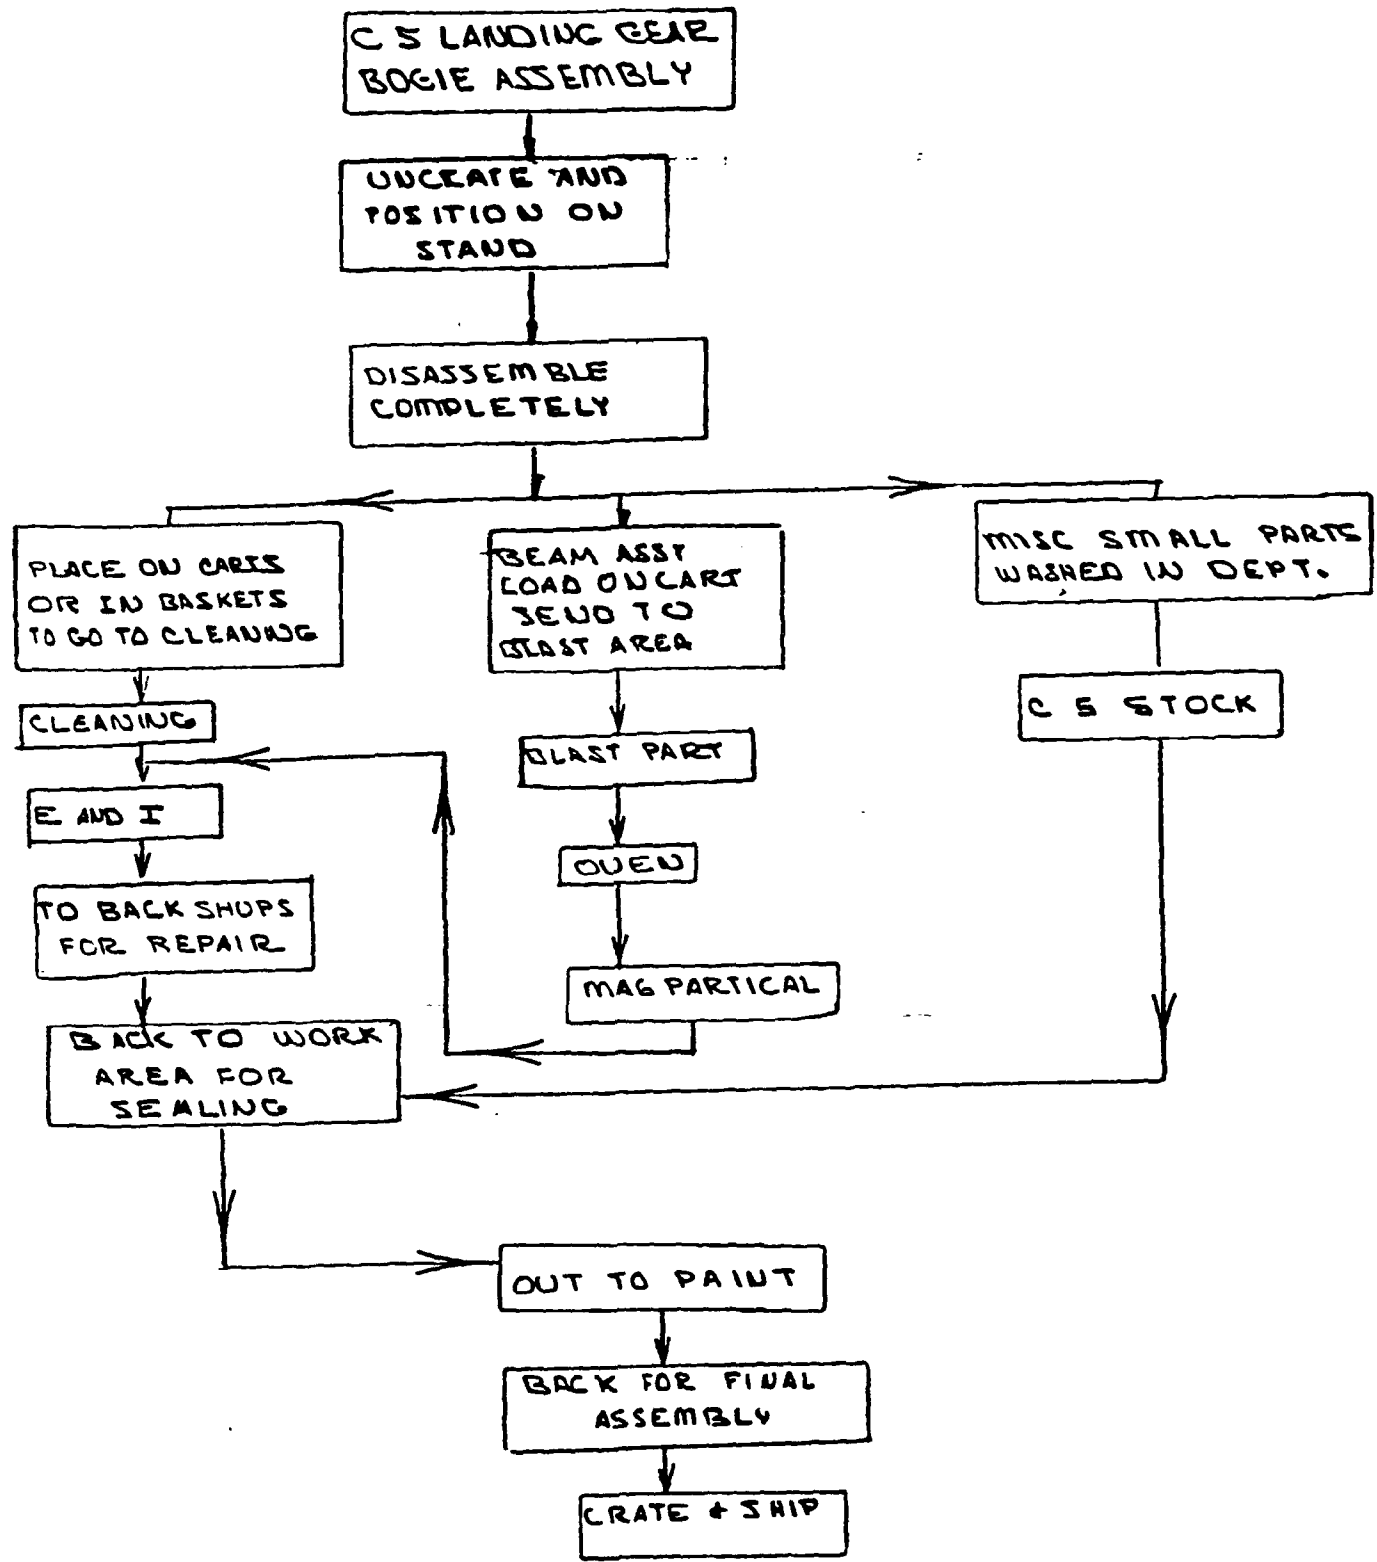 C 5 LANDING GEAR
BOGIE ASSEMBLY
UNCRATE AND
POSITION ON
STAND
DISASSEMBLE
COMPLETELY
PLACE ON CARTS
OR IN BASKETS
TO GO TO CLEANING
BEAM ASSY
LOAD ON CART
SEND TO
BLAST AREA
MISC SMALL PARTS
WASHED IN DEPT.
CLEANING
BLAST PART
C 5 STOCK
E AND I
OVEN
TO BACK SHOPS
FOR REPAIR
MAG PARTICAL
BACK TO WORK
AREA FOR
SEALING
OUT TO PAINT
BACK FOR FINAL
ASSEMBLY
CRATE & SHIP